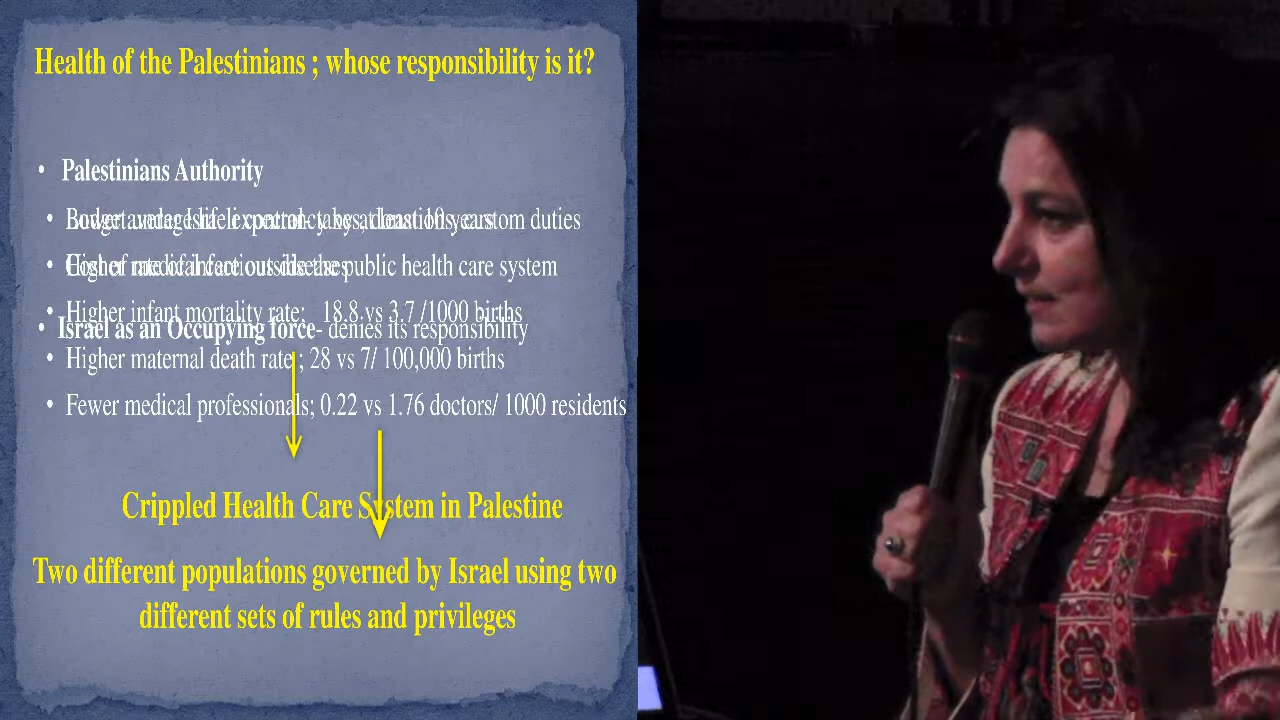 Health of the Palestinians ; whose responsibility is it?
• Palestinians Authority
• Higher infant mortality rate; 18.8 vs 3.7 /1000 births
• Israel as an Occupying force- denies its responsibility
• Higher maternal death rate ; 28 vs 7/ 100,000 births
• Fewer medical professionals; 0.22 vs 1.76 doctors/ 1000 residents
Crippled Health Care System in Palestine
Two different populations governed by Israel using two
different sets of rules and privileges